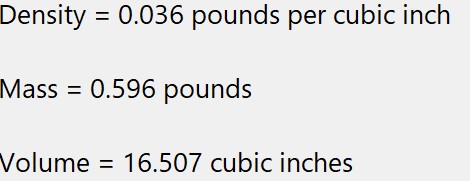 Density = 0.036 pounds per cubic inch
Mass = 0.596 pounds
Volume = 16.507 cubic inches